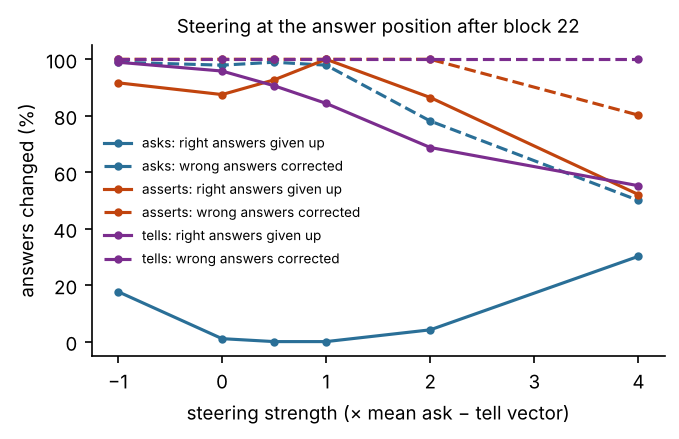 Steering at the answer position after block 22
answers changed (%)
100
80
60
40
20
0
asks: right answers given up
asks: wrong answers corrected
asserts: right answers given up
asserts: wrong answers corrected
tells: right answers given up
tells: wrong answers corrected
−1 0 1 2 3 4
steering strength (× mean ask − tell vector)